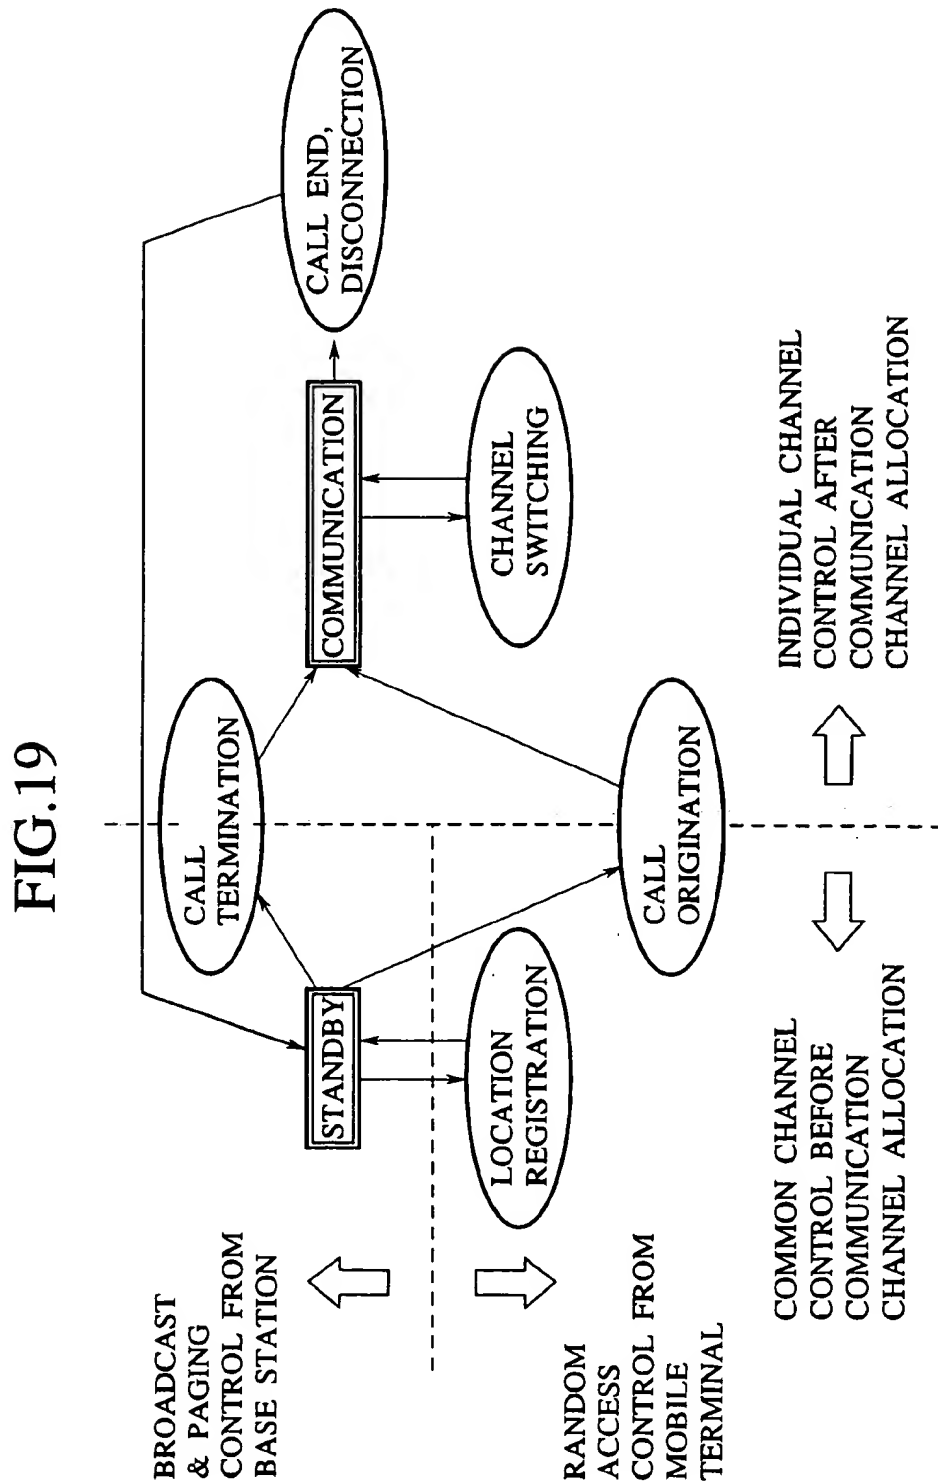 FIG.19
BROADCAST
& PAGING
CONTROL FROM
BASE STATION
CALL
TERMINATION
STANDBY
COMMUNICATION
CALL END,
DISCONNECTION
LOCATION
REGISTRATION
CHANNEL
SWITCHING
RANDOM
ACCESS
CONTROL FROM
MOBILE
TERMINAL
CALL
ORIGINATION
COMMON CHANNEL
CONTROL BEFORE
COMMUNICATION
CHANNEL ALLOCATION
INDIVIDUAL CHANNEL
CONTROL AFTER
COMMUNICATION
CHANNEL ALLOCATION